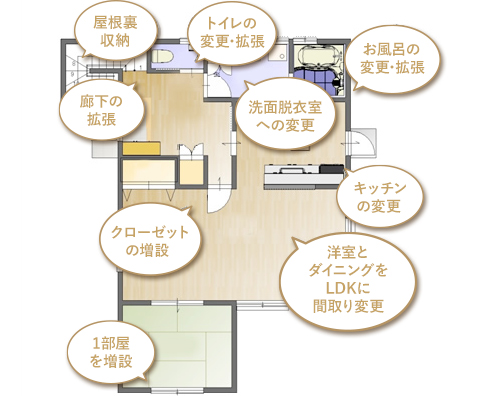 屋根裏
収納
トイレの
変更・拡張
お風呂の
変更・拡張
廊下の
拡張
洗面脱衣室
への変更
キッチン
の変更
クローゼット
の増設
洋室と
ダイニングを
LDKに
間取り変更
1部屋
を増設